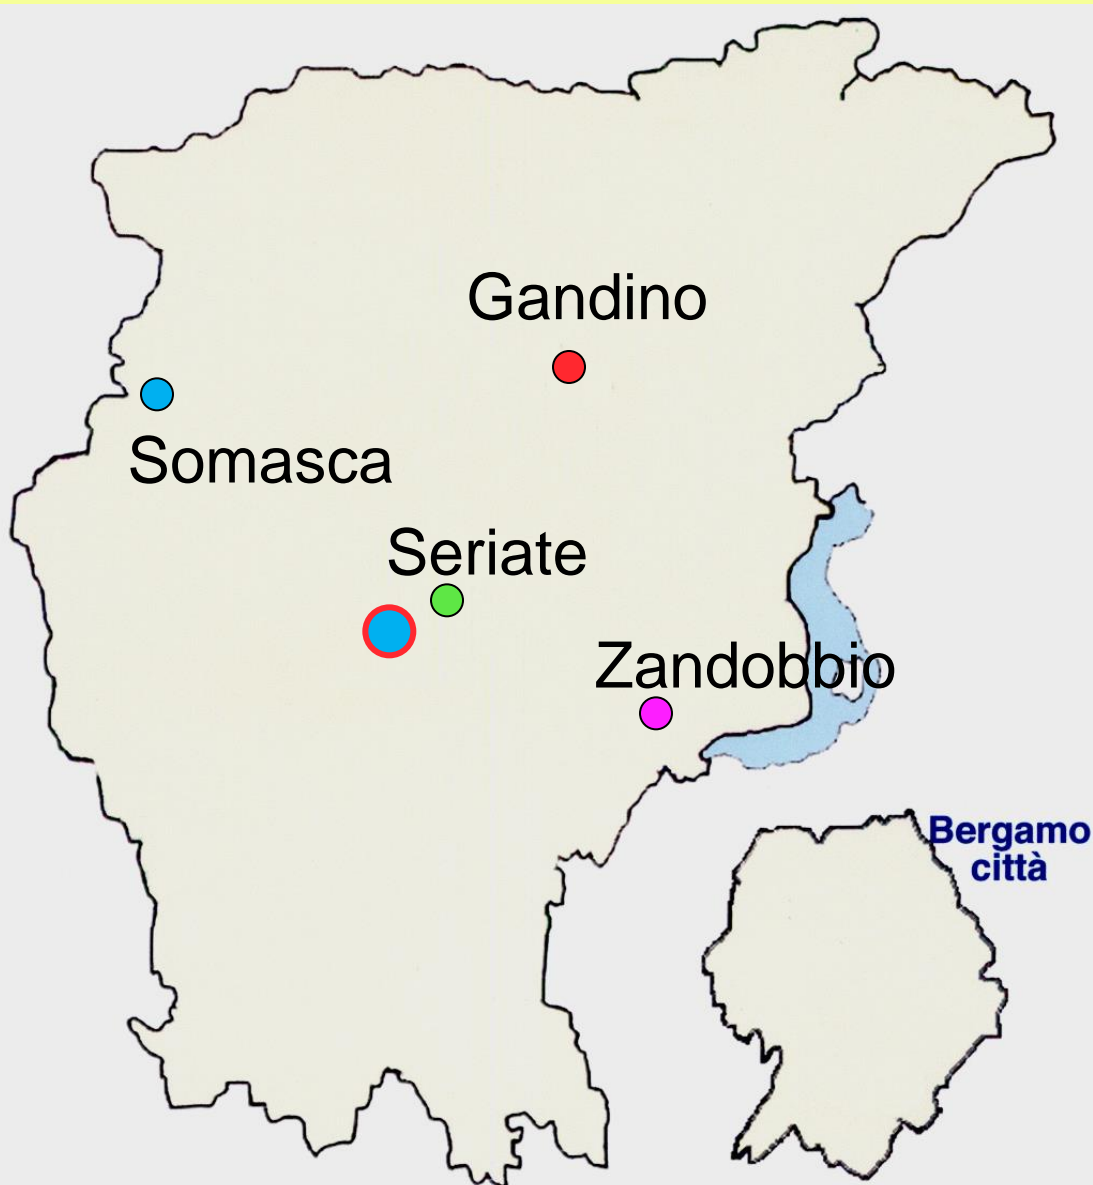 Gandino
Somasca
Seriate
Zandobbio
Bergamo
città